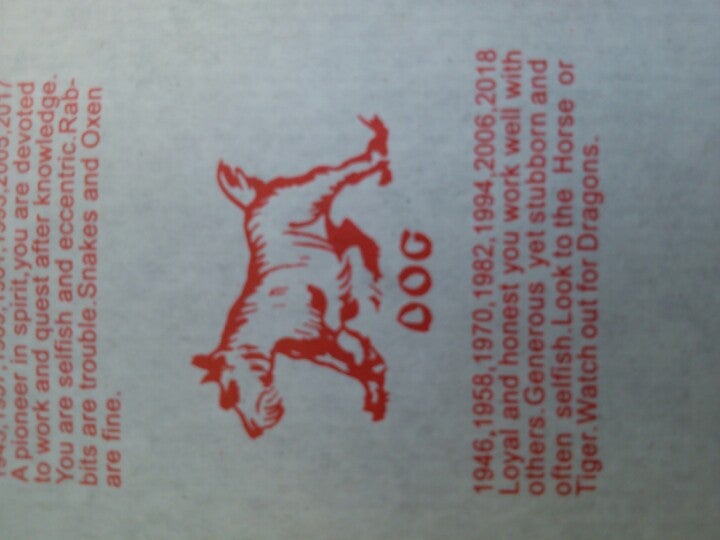 A pioneer in spirit,you are devoted
to work and quest after knowledge.
You are selfish and eccentric.Rab-
bits are trouble.Snakes and Oxen
are fine.
DOG
1946,1958,1970,1982,1994,2006,2018
Loyal and honest you work well with
others.Generous yet stubborn and
often selfish.Look to the Horse or
Tiger.Watch out for Dragons.